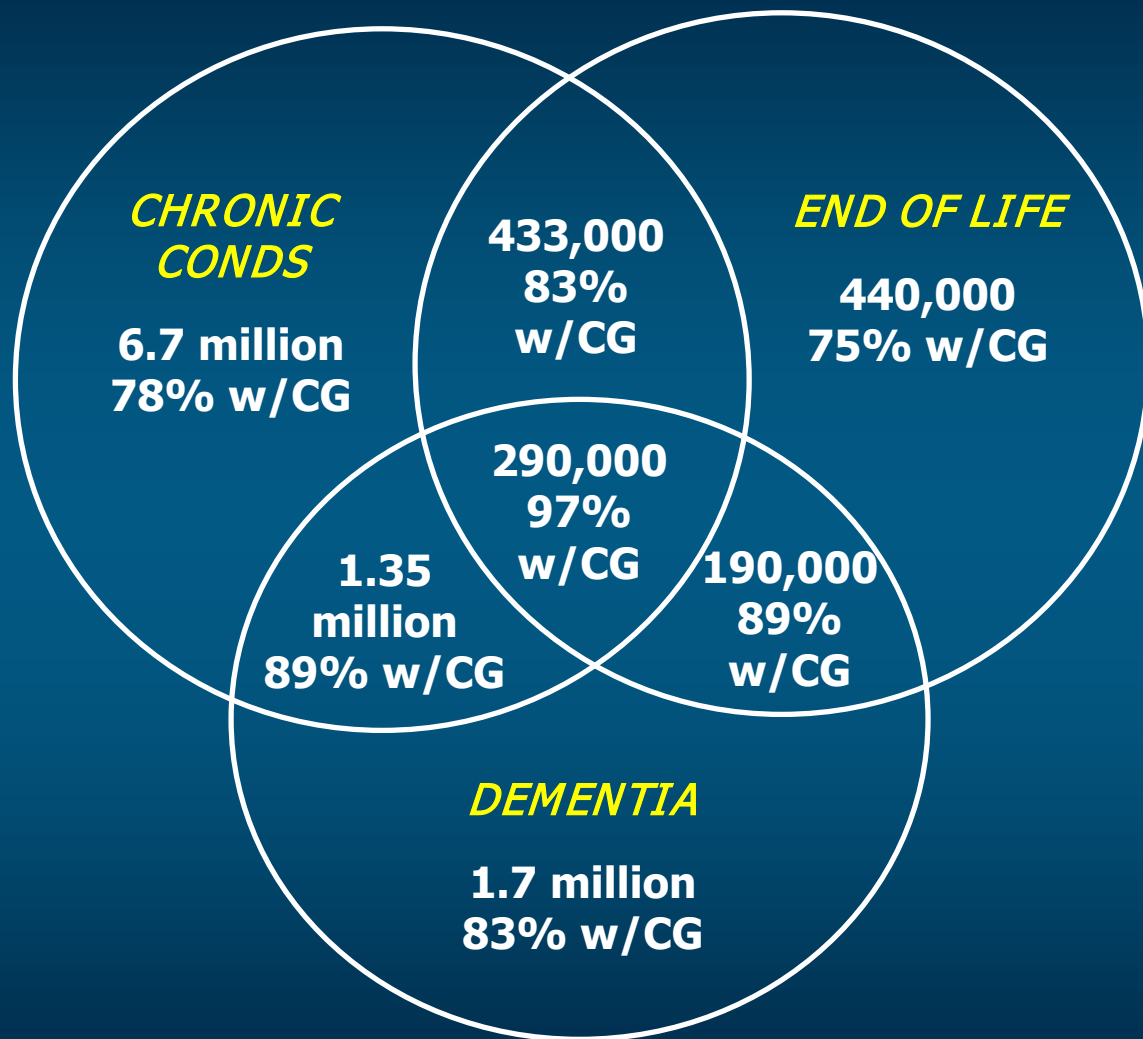 CHRONIC
CONDS
6.7 million
78% w/CG
433,000
83%
w/CG
END OF LIFE
440,000
75% w/CG
290,000
97%
w/CG
1.35
million
89% w/CG
190,000
89%
w/CG
DEMENTIA
1.7 million
83% w/CG